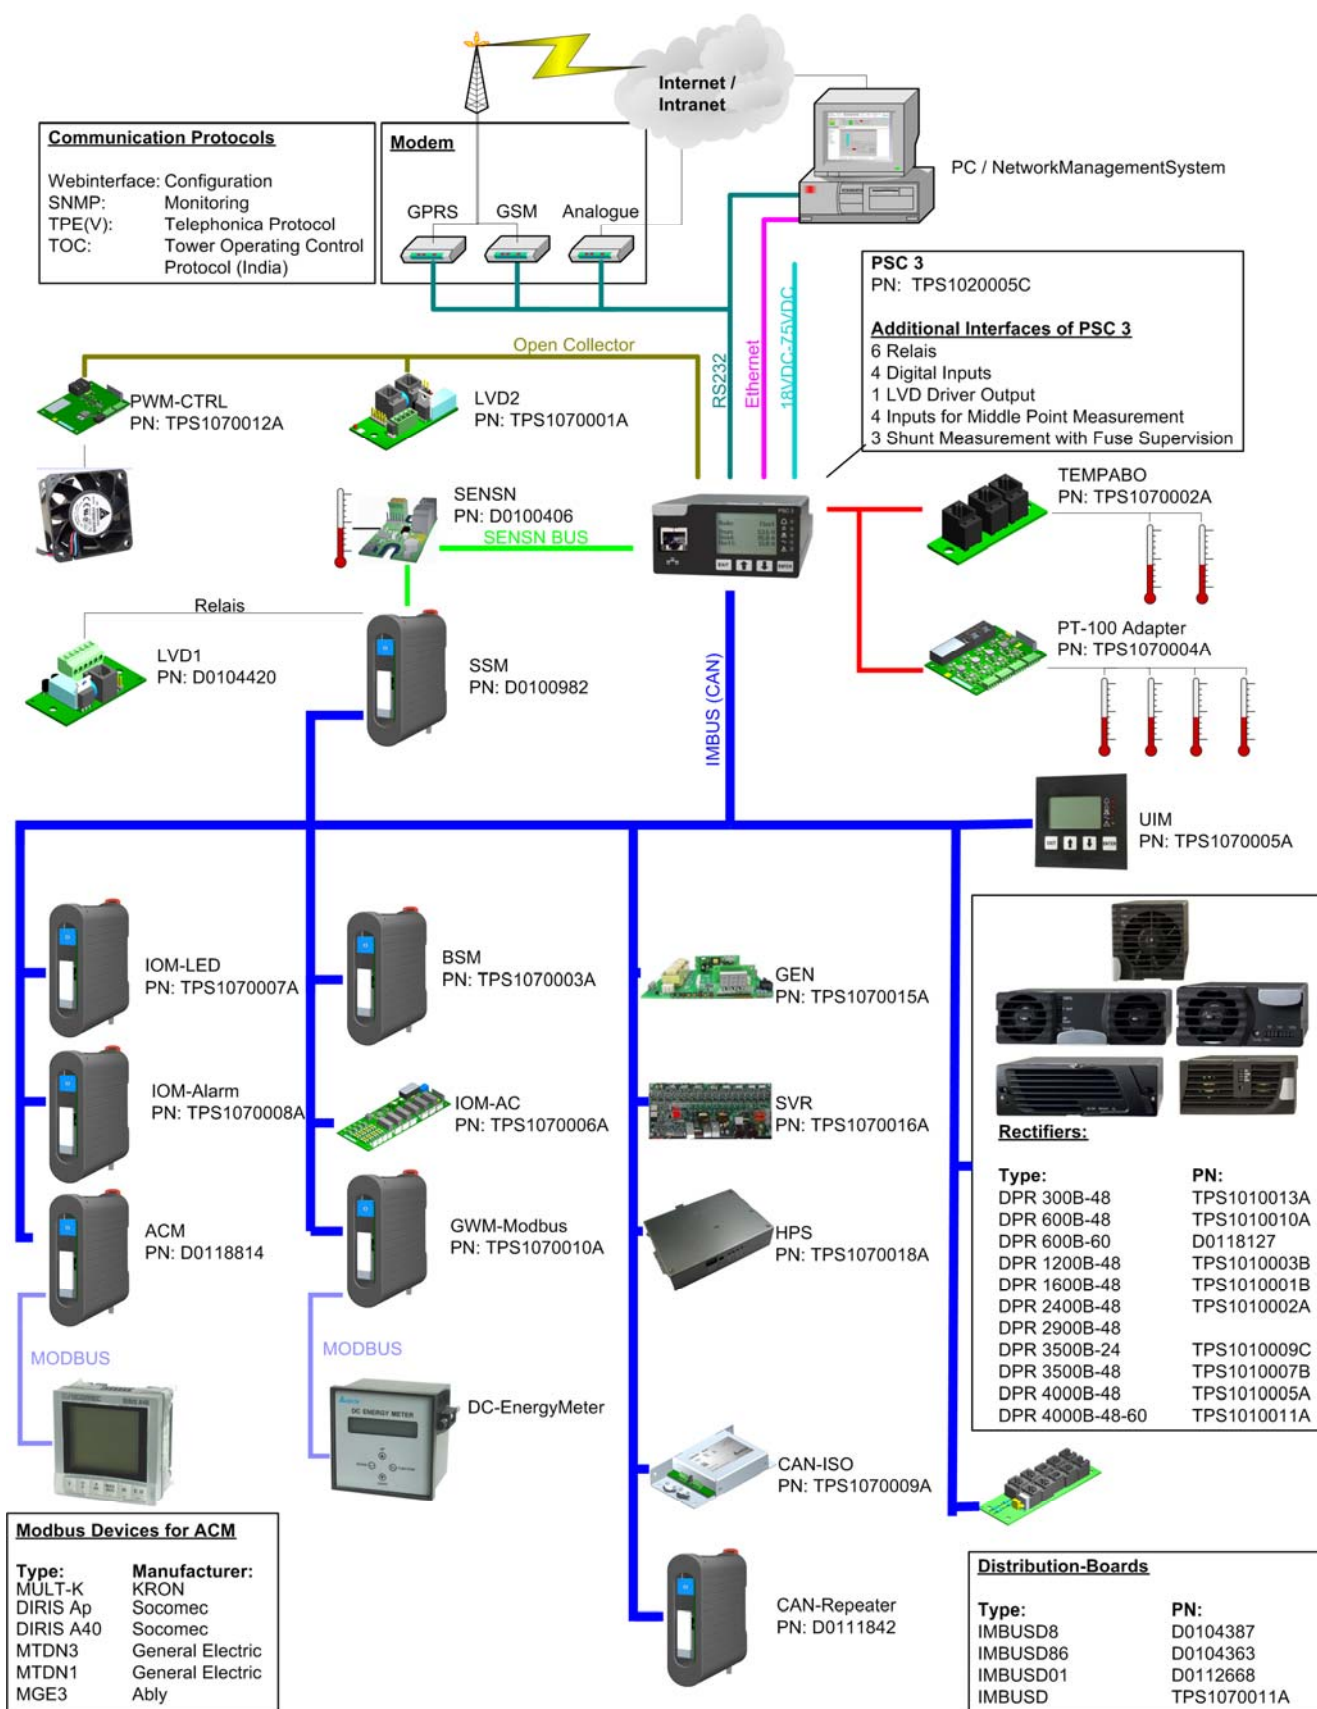 Internet /
Intranet
Communication Protocols
Webinterface: Configuration
SNMP: Monitoring
TPE(V): Telephonica Protocol
TOC: Tower Operating Control
Protocol (India)
Modem
GPRS
GSM
Analogue
PC / NetworkManagementSystem
PSC 3
PN: TPS1020005C
Additional Interfaces of PSC 3
6 Relais
4 Digital Inputs
1 LVD Driver Output
4 Inputs for Middle Point Measurement
3 Shunt Measurement with Fuse Supervision
Open Collector
RS232
Ethernet
18VDC-75VDC
PWM-CTRL
PN: TPS1070012A
LVD2
PN: TPS1070001A
SENSN
PN: D0100406
SENSN BUS
PSC 3
EXIT
ENTER
TEMPABO
PN: TPS1070002A
PT-100 Adapter
PN: TPS1070004A
Relais
LVD1
PN: D0104420
SSM
PN: D0100982
IMBUS (CAN)
UIM
PN: TPS1070005A
EXIT
ENTER
IOM-LED
PN: TPS1070007A
BSM
PN: TPS1070003A
GEN
PN: TPS1070015A
IOM-Alarm
PN: TPS1070008A
IOM-AC
PN: TPS1070006A
SVR
PN: TPS1070016A
ACM
PN: D0118814
GWM-Modbus
PN: TPS1070010A
HPS
PN: TPS1070018A
Rectifiers:
Type: PN:
DPR 300B-48 TPS1010013A
DPR 600B-48 TPS1010010A
DPR 600B-60 D0118127
DPR 1200B-48 TPS1010003B
DPR 1600B-48 TPS1010001B
DPR 2400B-48 TPS1010002A
DPR 2900B-48
DPR 3500B-24 TPS1010009C
DPR 3500B-48 TPS1010007B
DPR 4000B-48 TPS1010005A
DPR 4000B-48-60 TPS1010011A
MODBUS
MODBUS
DC ENERGY METER
DC-EnergyMeter
CAN-ISO
PN: TPS1070009A
CAN-Repeater
PN: D0111842
Modbus Devices for ACM
Type: Manufacturer:
MULT-K KRON
DIRIS Ap Socomec
DIRIS A40 Socomec
MTDN3 General Electric
MTDN1 General Electric
MGE3 Ably
Distribution-Boards
Type: PN:
IMBUSD8 D0104387
IMBUSD86 D0104363
IMBUSD01 D0112668
IMBUSD TPS1070011A